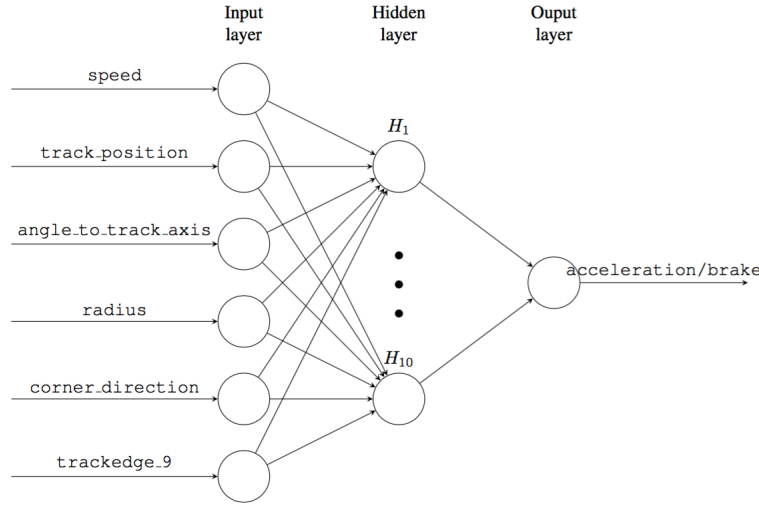 Input layer
Hidden layer
Ouput layer
speed
track_position
angle_to_track_axis
radius
corner_direction
trackedge_9
H₁
H₁₀
acceleration/brake